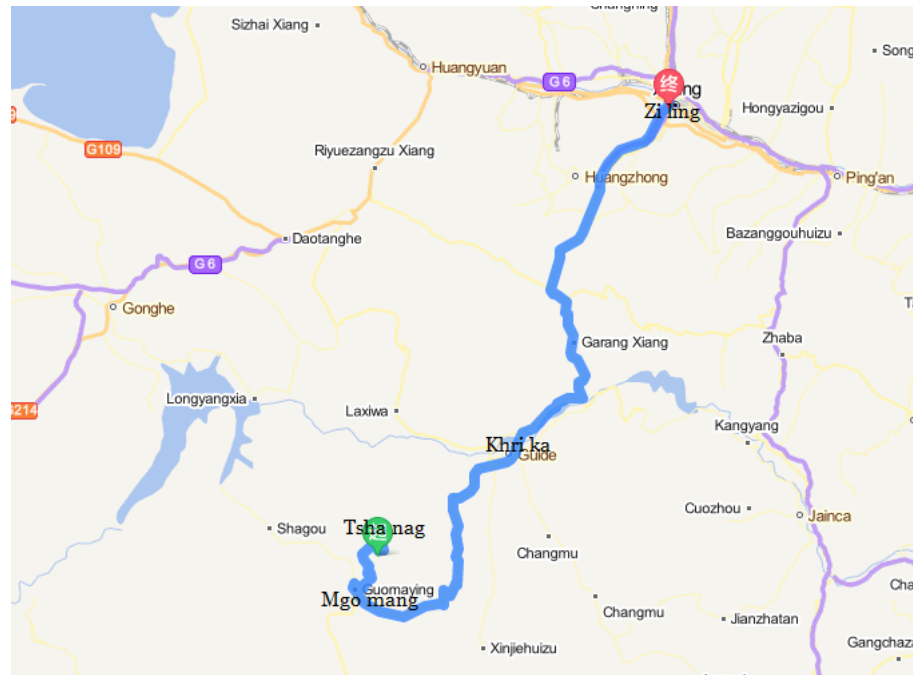 Sizhai Xiang
Huangyuan
G6
终
Zi ling
Hongyazigou
G109
Riyuezangzu Xiang
Huangzhong
Ping'an
Daotanghe
Bazanggouhuizu
G6
Gonghe
Garang Xiang
Zhaba
Longyangxia
Laxiwa
Kangyang
Khri ka
Guide
Cuozhou
Jainca
Tsha nag
Shagou
Changmu
Guomaying
Mgo mang
Changmu
Jianzhatan
Xinjiehuizu